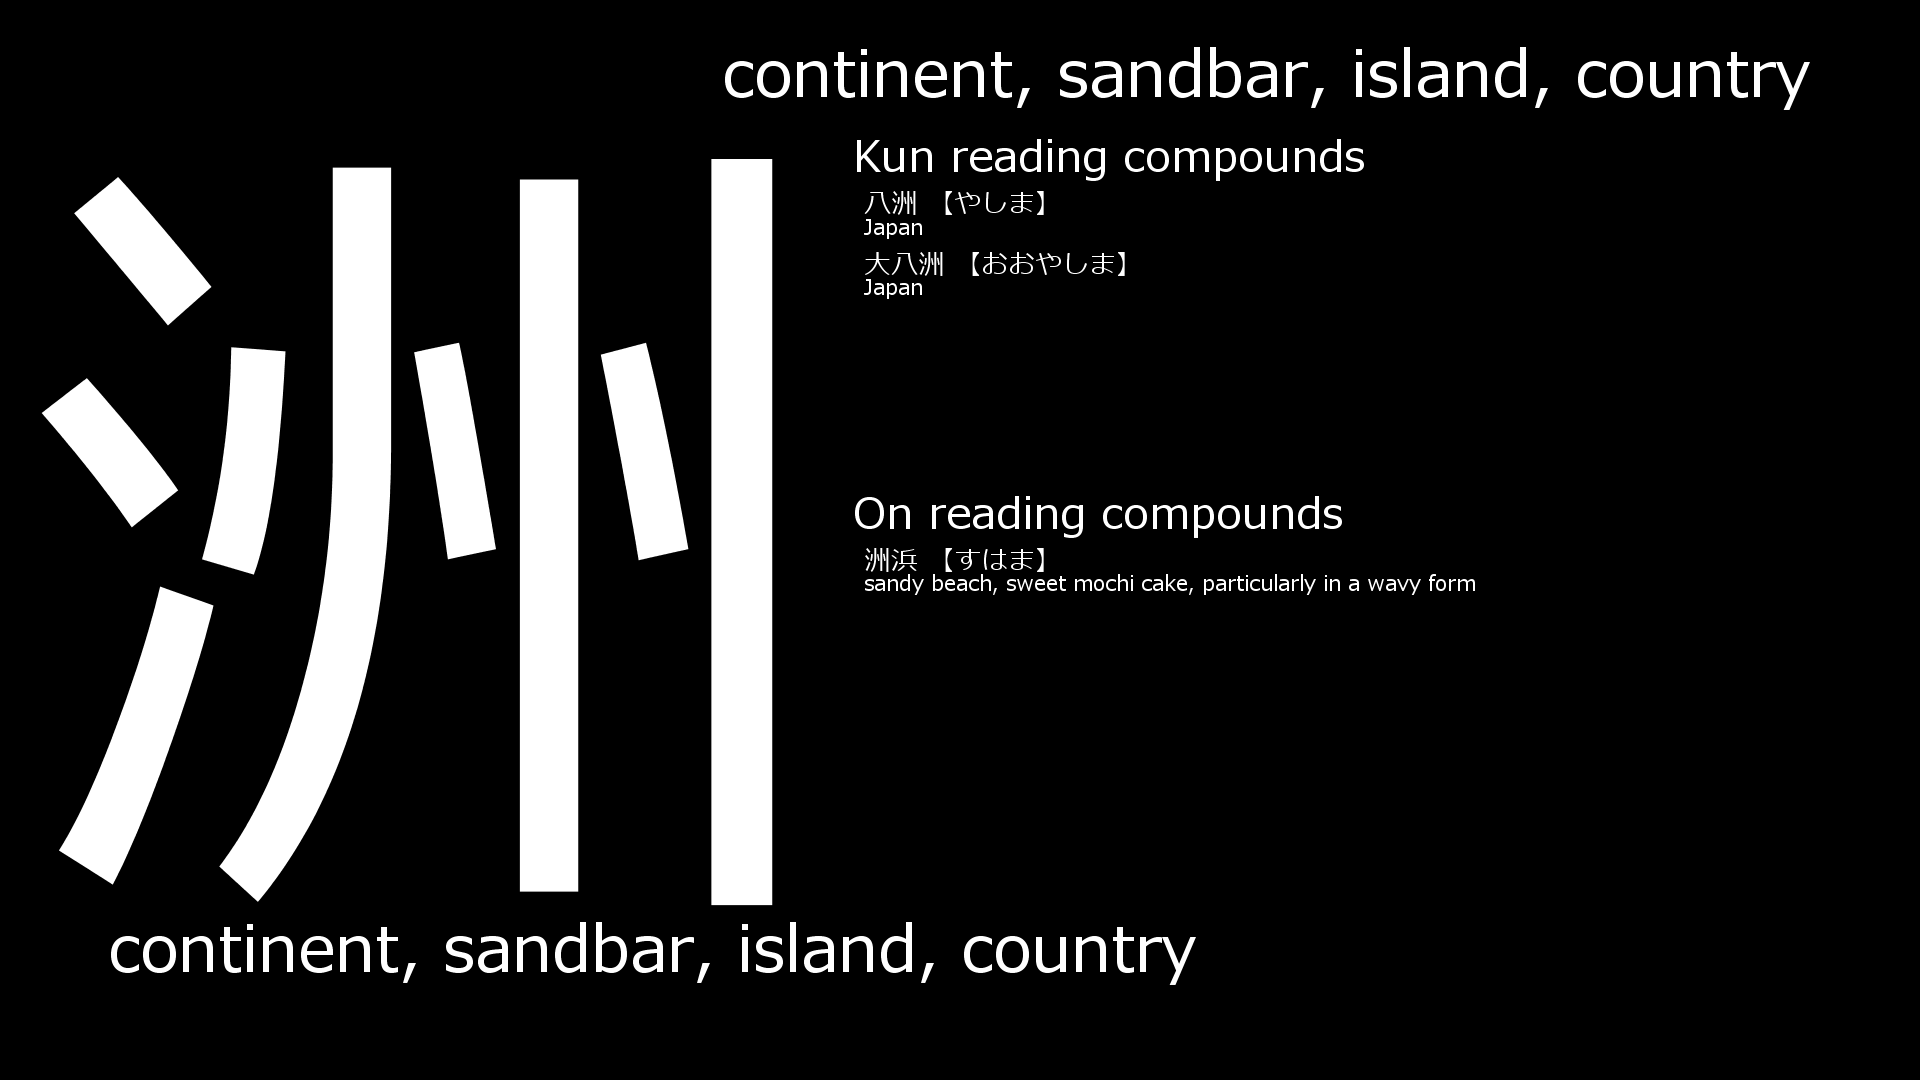 continent, sandbar, island, country
洲
Kun reading compounds
八洲 【やしま】
Japan
大八洲 【おおやしま】
Japan
On reading compounds
洲浜 【すはま】
sandy beach, sweet mochi cake, particularly in a wavy form
continent, sandbar, island, country